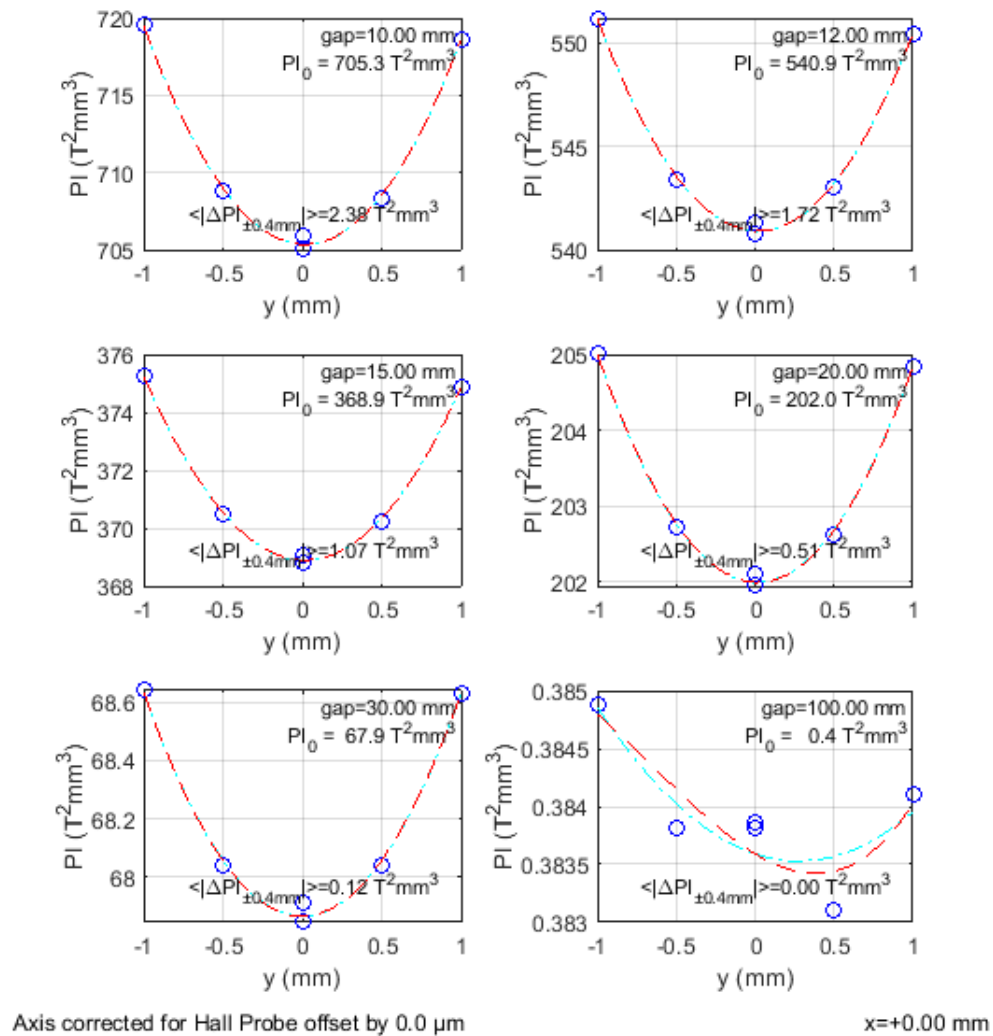 720
715
710
705
PI (T²mm³)
gap=10.00 mm
PI₀ = 705.3 T²mm³
<|ΔPI±0.4mm|>=2.38 T²mm³
-1 -0.5 0 0.5 1
y (mm)
550
545
540
PI (T²mm³)
gap=12.00 mm
PI₀ = 540.9 T²mm³
<|ΔPI±0.4mm|>=1.72 T²mm³
-1 -0.5 0 0.5 1
y (mm)
376
374
372
370
368
PI (T²mm³)
gap=15.00 mm
PI₀ = 368.9 T²mm³
<|ΔPI±0.4mm|>=1.07 T²mm³
-1 -0.5 0 0.5 1
y (mm)
205
204
203
202
PI (T²mm³)
gap=20.00 mm
PI₀ = 202.0 T²mm³
<|ΔPI±0.4mm|>=0.51 T²mm³
-1 -0.5 0 0.5 1
y (mm)
68.6
68.4
68.2
68
PI (T²mm³)
gap=30.00 mm
PI₀ = 67.9 T²mm³
<|ΔPI±0.4mm|>=0.12 T²mm³
-1 -0.5 0 0.5 1
y (mm)
0.385
0.3845
0.384
0.3835
0.383
PI (T²mm³)
gap=100.00 mm
PI₀ = 0.4 T²mm³
<|ΔPI±0.4mm|>=0.00 T²mm³
-1 -0.5 0 0.5 1
y (mm)
Axis corrected for Hall Probe offset by 0.0 μm
x=+0.00 mm